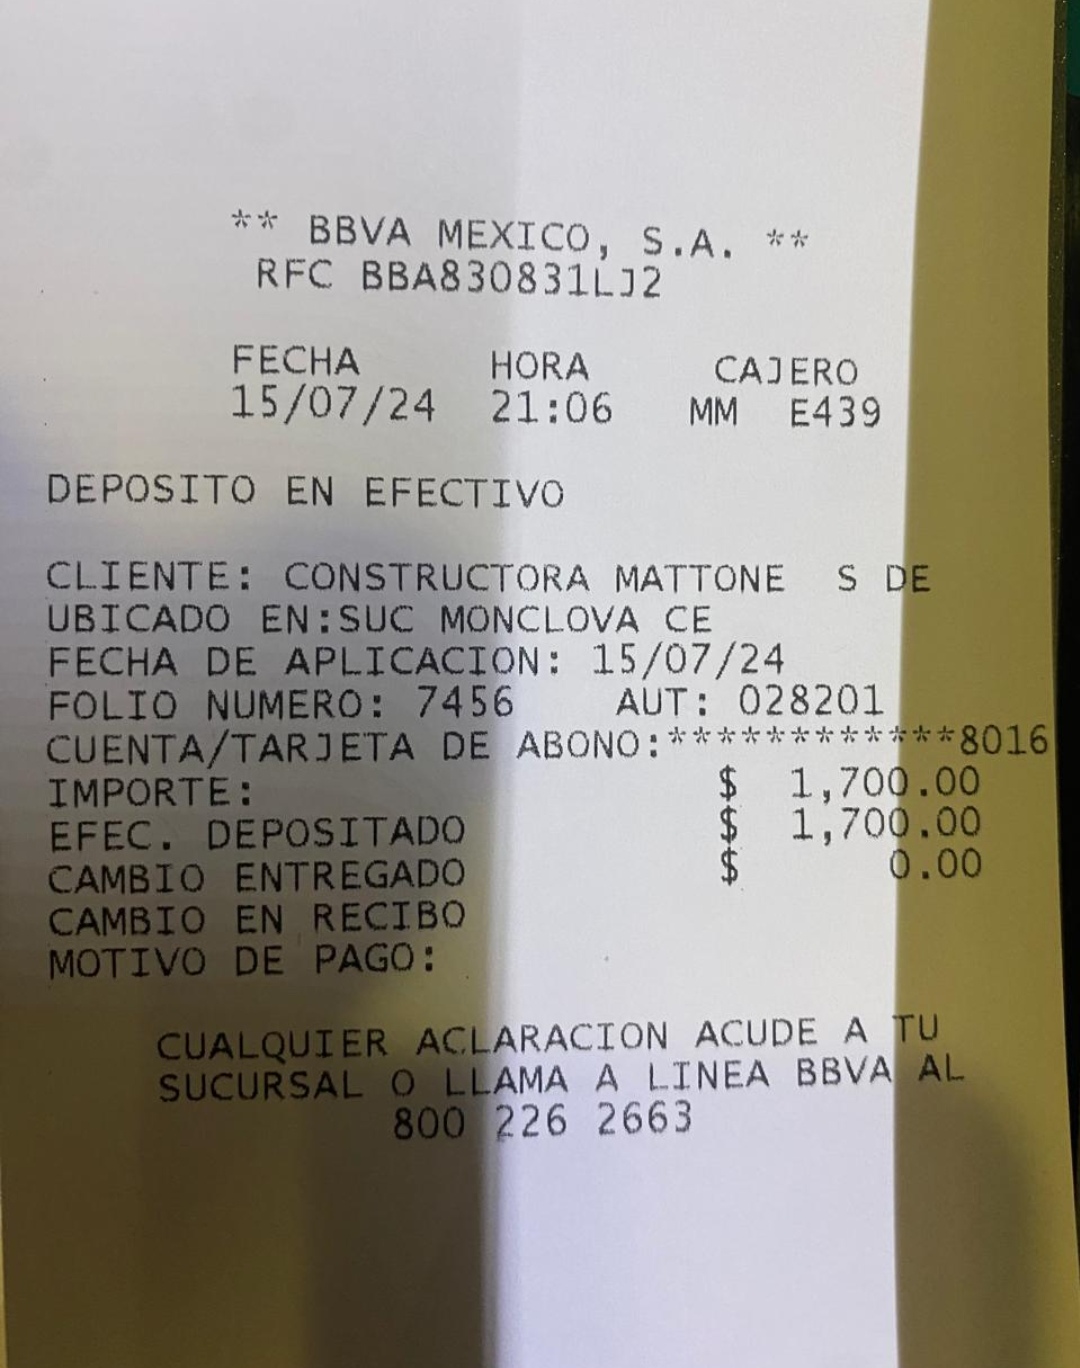 ** BBVA MEXICO, S.A. **
RFC BBA830831LJ2
FECHA HORA CAJERO
15/07/24 21:06 MM E439
DEPOSITO EN EFECTIVO
CLIENTE: CONSTRUCTORA MATTONE S DE
UBICADO EN:SUC MONCLOVA CE
FECHA DE APLICACION: 15/07/24
FOLIO NUMERO: 7456 AUT: 028201
CUENTA/TARJETA DE ABONO:************8016
IMPORTE: $ 1,700.00
EFEC. DEPOSITADO $ 1,700.00
CAMBIO ENTREGADO $ 0.00
CAMBIO EN RECIBO
MOTIVO DE PAGO:
CUALQUIER ACLARACION ACUDE A TU
SUCURSAL O LLAMA A LINEA BBVA AL
800 226 2663